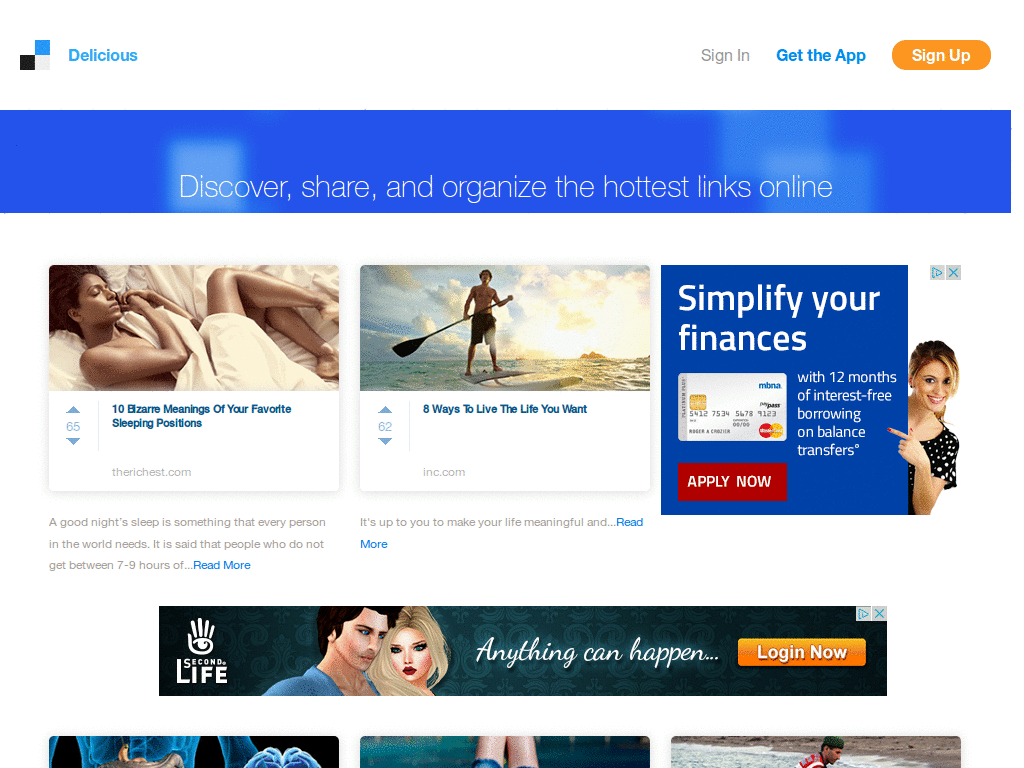 Delicious
Sign In
Get the App
Sign Up
Discover, share, and organize the hottest links online
10 Bizarre Meanings Of Your Favorite
Sleeping Positions
65
therichest.com
A good night's sleep is something that every person
in the world needs. It is said that people who do not
get between 7-9 hours of...Read More
8 Ways To Live The Life You Want
62
inc.com
It's up to you to make your life meaningful and...Read
More
Simplify your
finances
with 12 months
of interest-free
borrowing
on balance
transfers°
PLATINUM PLUS
mbna.
5412 7534 5678 9123
ROGER A CROZIER
MasterCard
APPLY NOW
SECOND
LIFE
Anything can happen...
Login Now